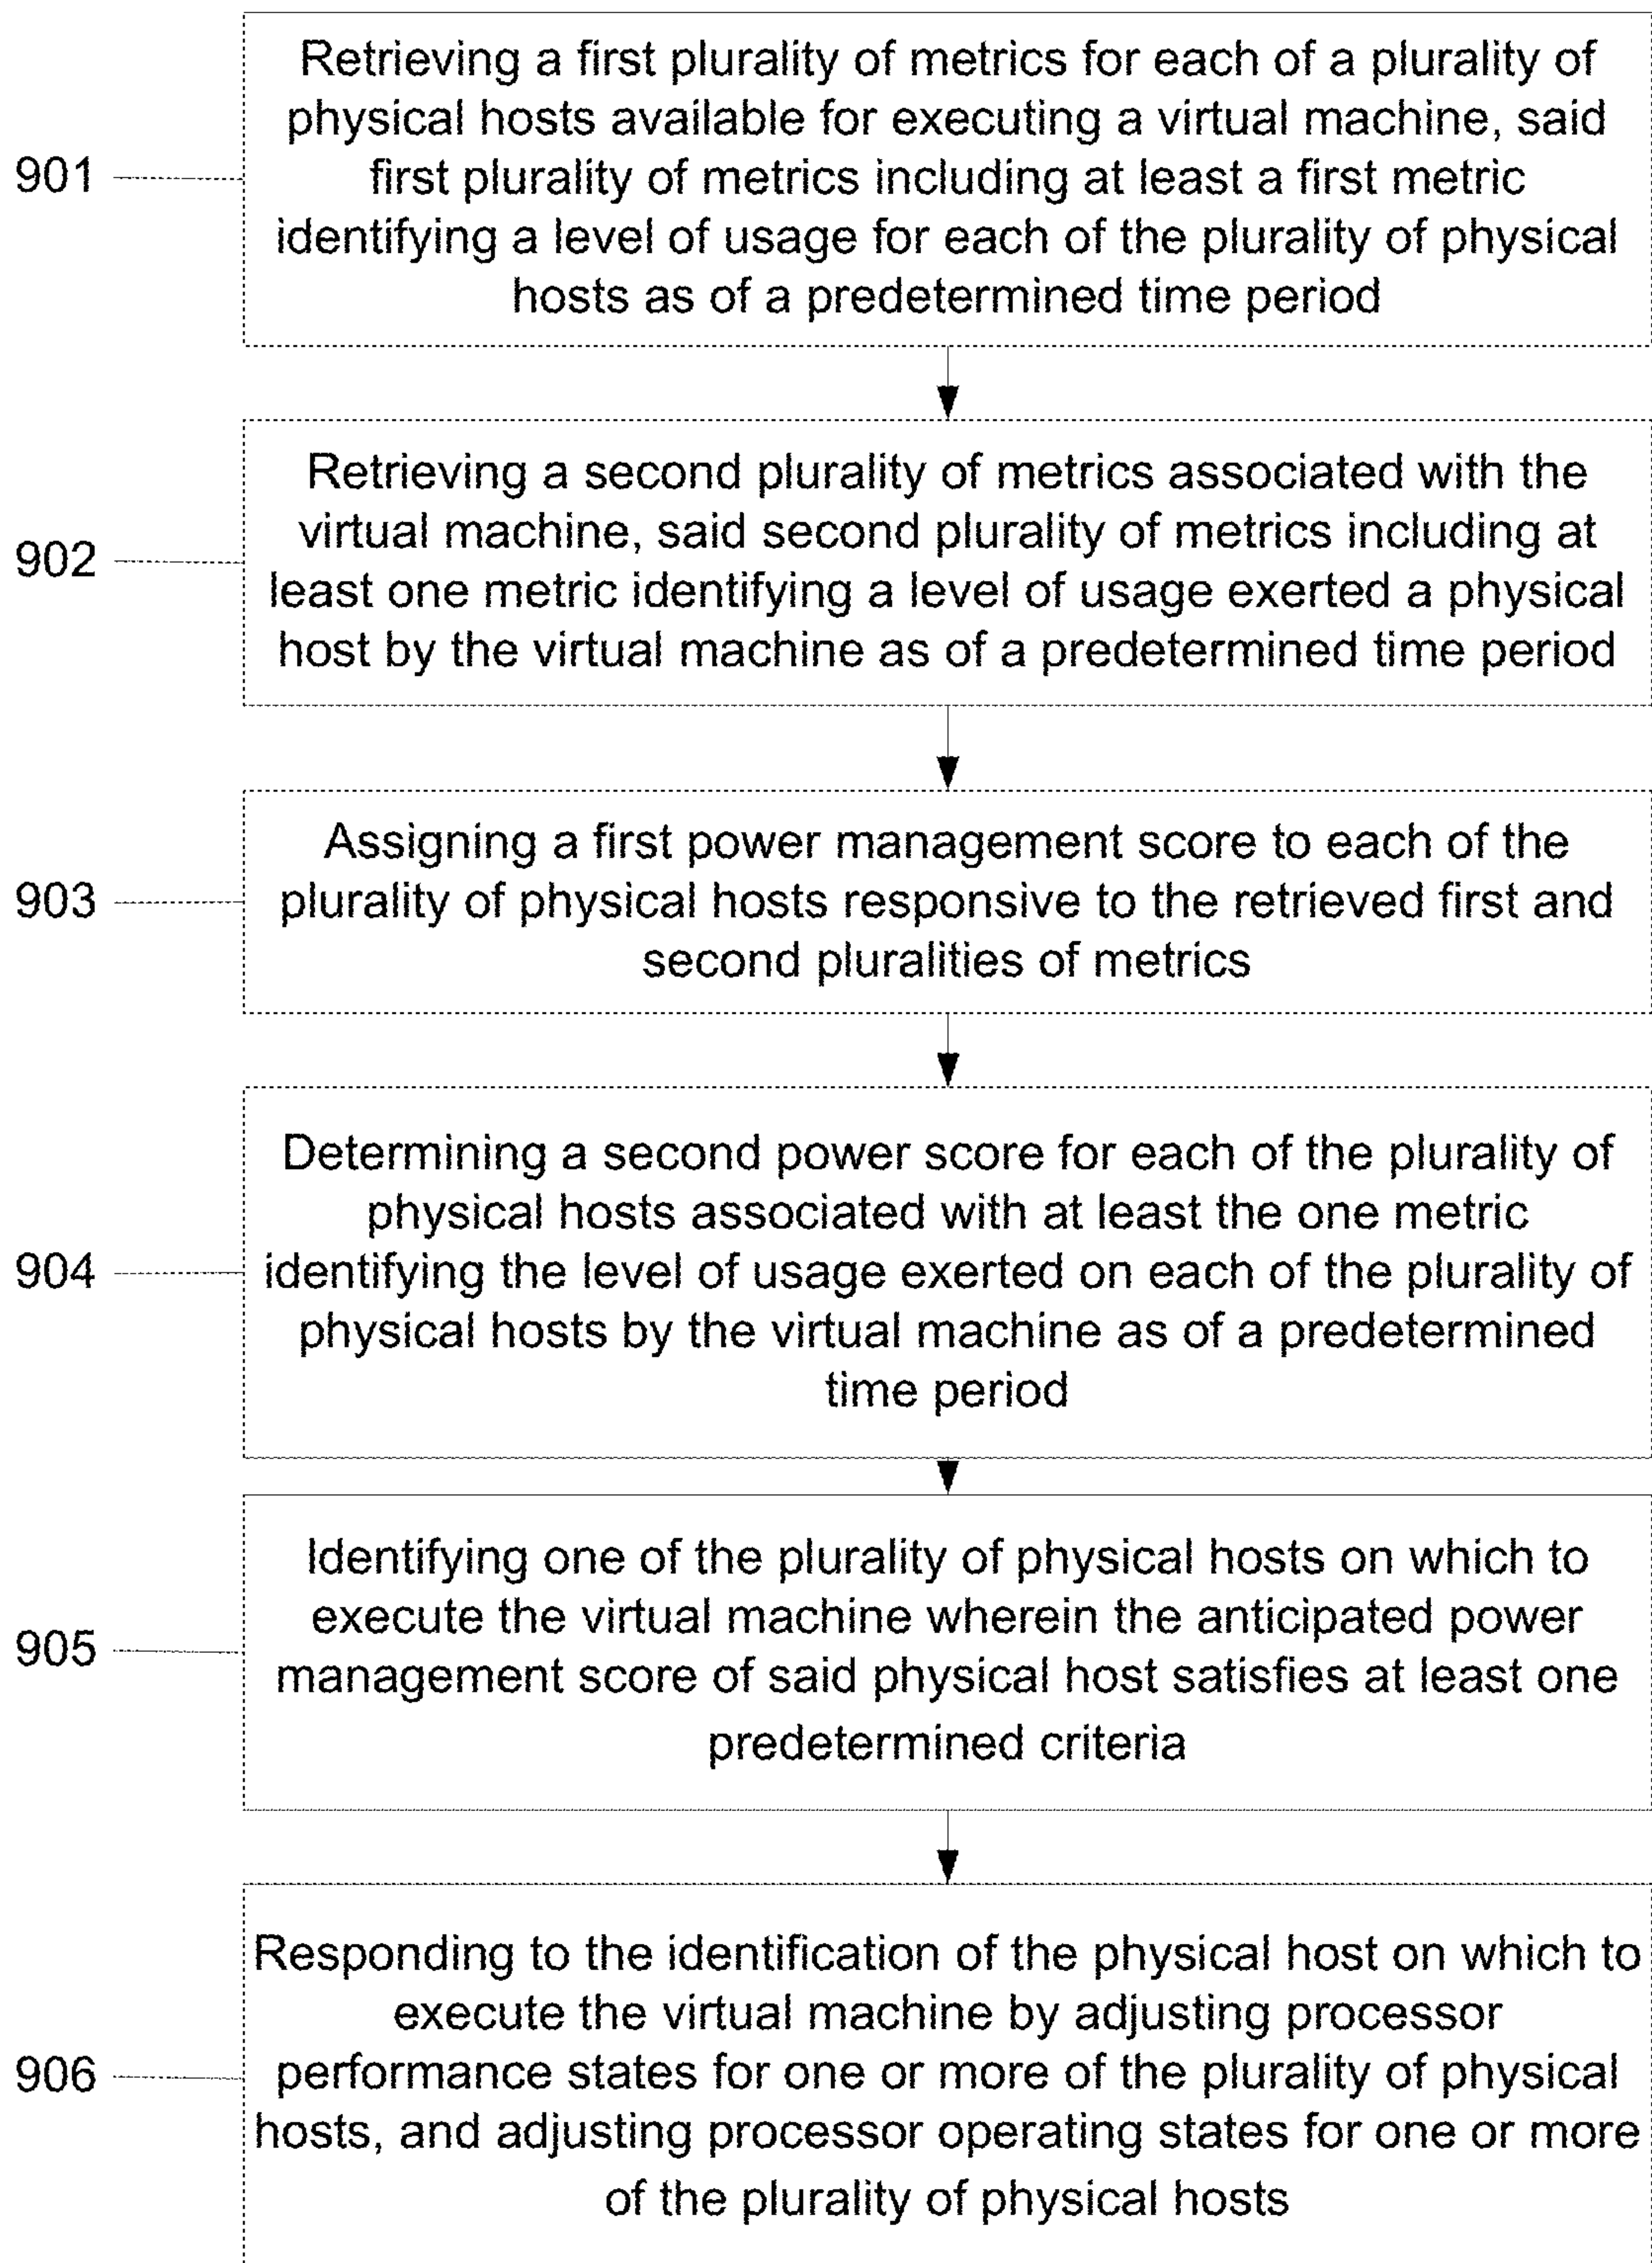 Retrieving a first plurality of metrics for each of a plurality of
physical hosts available for executing a virtual machine, said
901
first plurality of metrics including at least a first metric
identifying a level of usage for each of the plurality of physical
hosts as of a predetermined time period
Retrieving a second plurality of metrics associated with the
virtual machine, said second plurality of metrics including at
902
least one metric identifying a level of usage exerted a physical
host by the virtual machine as of a predetermined time period
Assigning a first power management score to each of the
903
plurality of physical hosts responsive to the retrieved first and
second pluralities of metrics
Determining a second power score for each of the plurality of
physical hosts associated with at least the one metric
904
identifying the level of usage exerted on each of the plurality of
physical hosts by the virtual machine as of a predetermined
time period
Identifying one of the plurality of physical hosts on which to
execute the virtual machine wherein the anticipated power
905
management score of said physical host satisfies at least one
predetermined criteria
Responding to the identification of the physical host on which to
execute the virtual machine by adjusting processor
906
performance states for one or more of the plurality of physical
hosts, and adjusting processor operating states for one or more
of the plurality of physical hosts